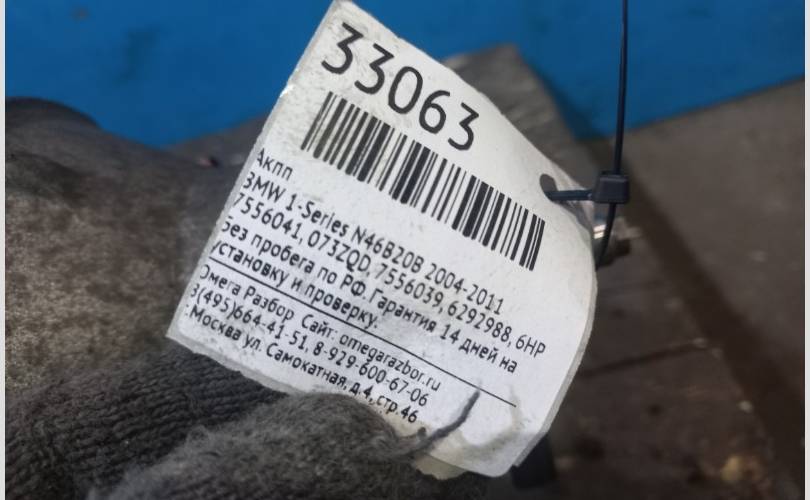 33063
Акпп
BMW 1-Series N46B20B 2004-2011
7556041, 073ZQD, 7556039, 6292988, 6HP
Без пробега по РФ. Гарантия 14 дней на
установку и проверку.
Омега Разбор Сайт: omegarazbor.ru
8(495)664-41-51, 8-929-600-67-06
г.Москва ул. Самокатная, д.4, стр.46